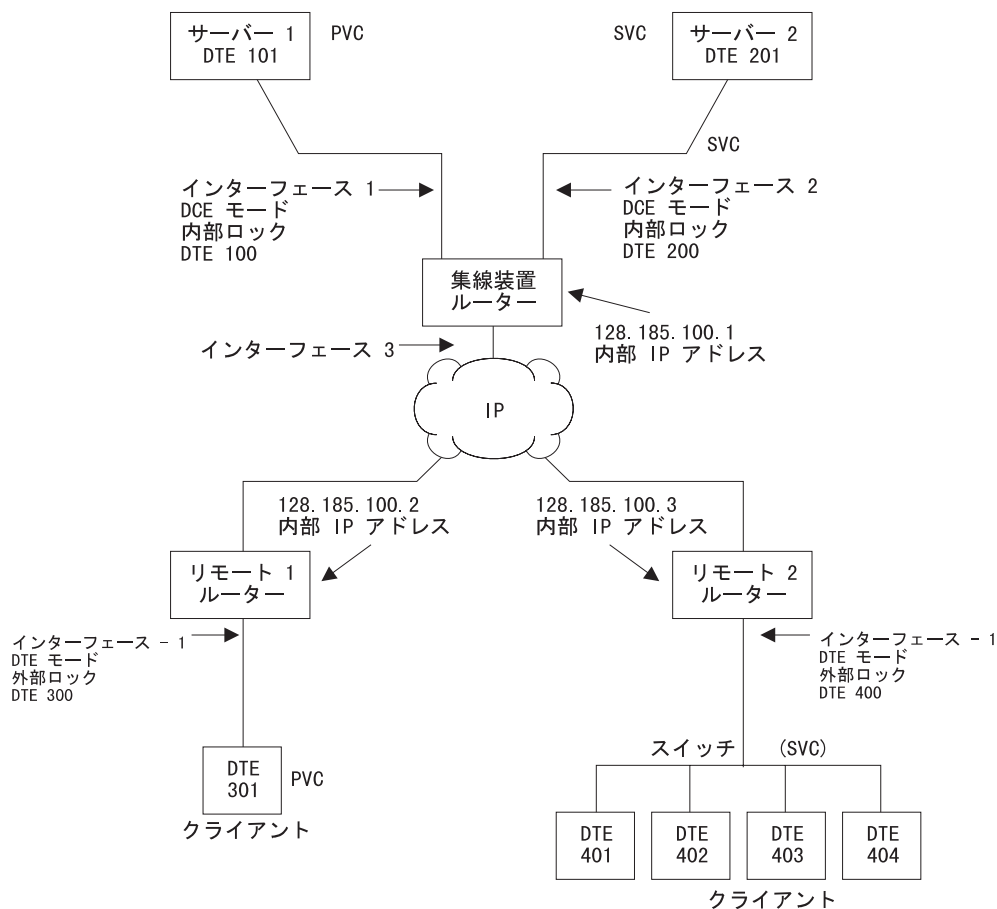 サーバー 1
DTE 101
PVC
SVC
サーバー 2
DTE 201
SVC
インターフェース 1
DCE モード
内部ロック
DTE 100
インターフェース 2
DCE モード
内部ロック
DTE 200
集線装置
ルーター
128.185.100.1
内部 IP アドレス
インターフェース 3
IP
128.185.100.2
内部 IP アドレス
128.185.100.3
内部 IP アドレス
リモート 1
ルーター
リモート 2
ルーター
インターフェース - 1
DTE モード
外部ロック
DTE 300
インターフェース - 1
DTE モード
外部ロック
DTE 400
DTE
301
PVC
クライアント
スイッチ (SVC)
DTE
401
DTE
402
DTE
403
DTE
404
クライアント